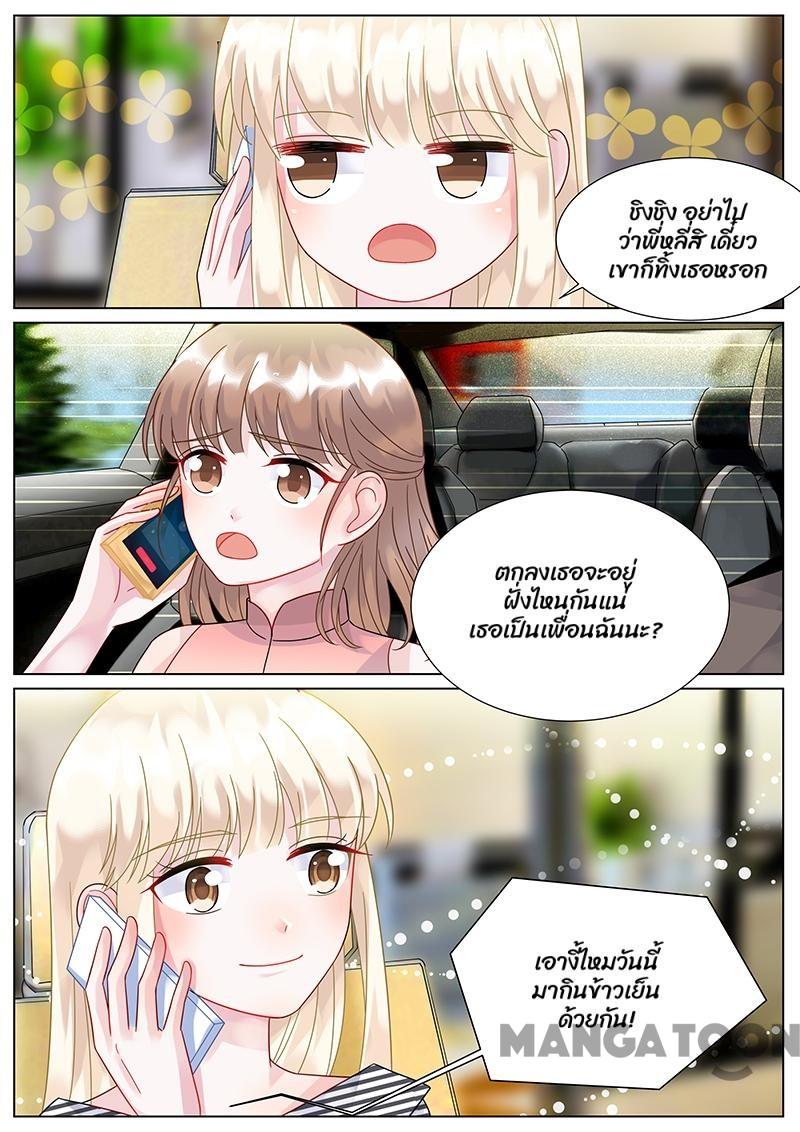 ชิงชิง อย่าไป
ว่าพี่หลี่สิ เดี๋ยว
เขาก็ทิ้งเธอหรอก
ตกลงเธอจะอยู่
ฝั่งไหนกันแน่
เธอเป็นเพื่อนฉันนะ?
เอางี้ไหมวันนี้
มากินข้าวเย็น
ด้วยกัน!
MANGATOON